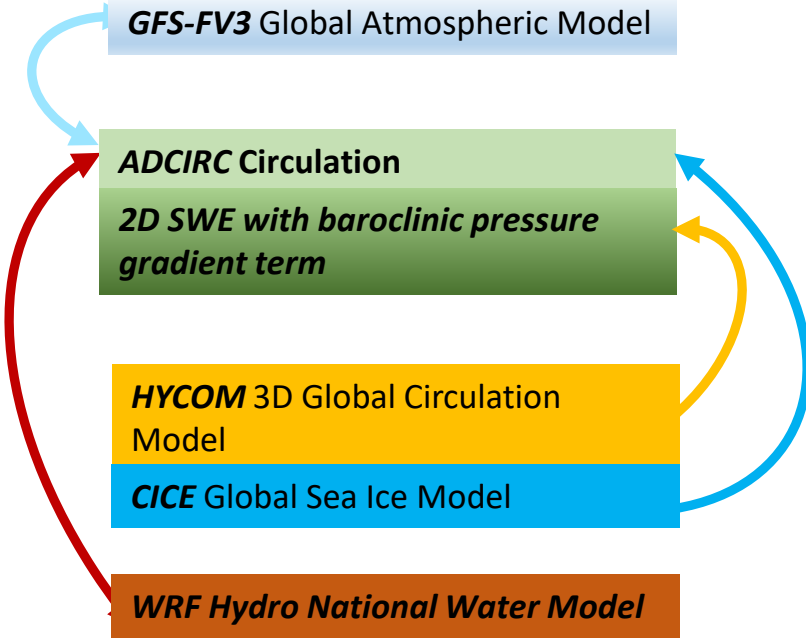 GFS-FV3 Global Atmospheric Model
ADCIRC Circulation
2D SWE with baroclinic pressure
gradient term
HYCOM 3D Global Circulation
Model
CICE Global Sea Ice Model
WRF Hydro National Water Model